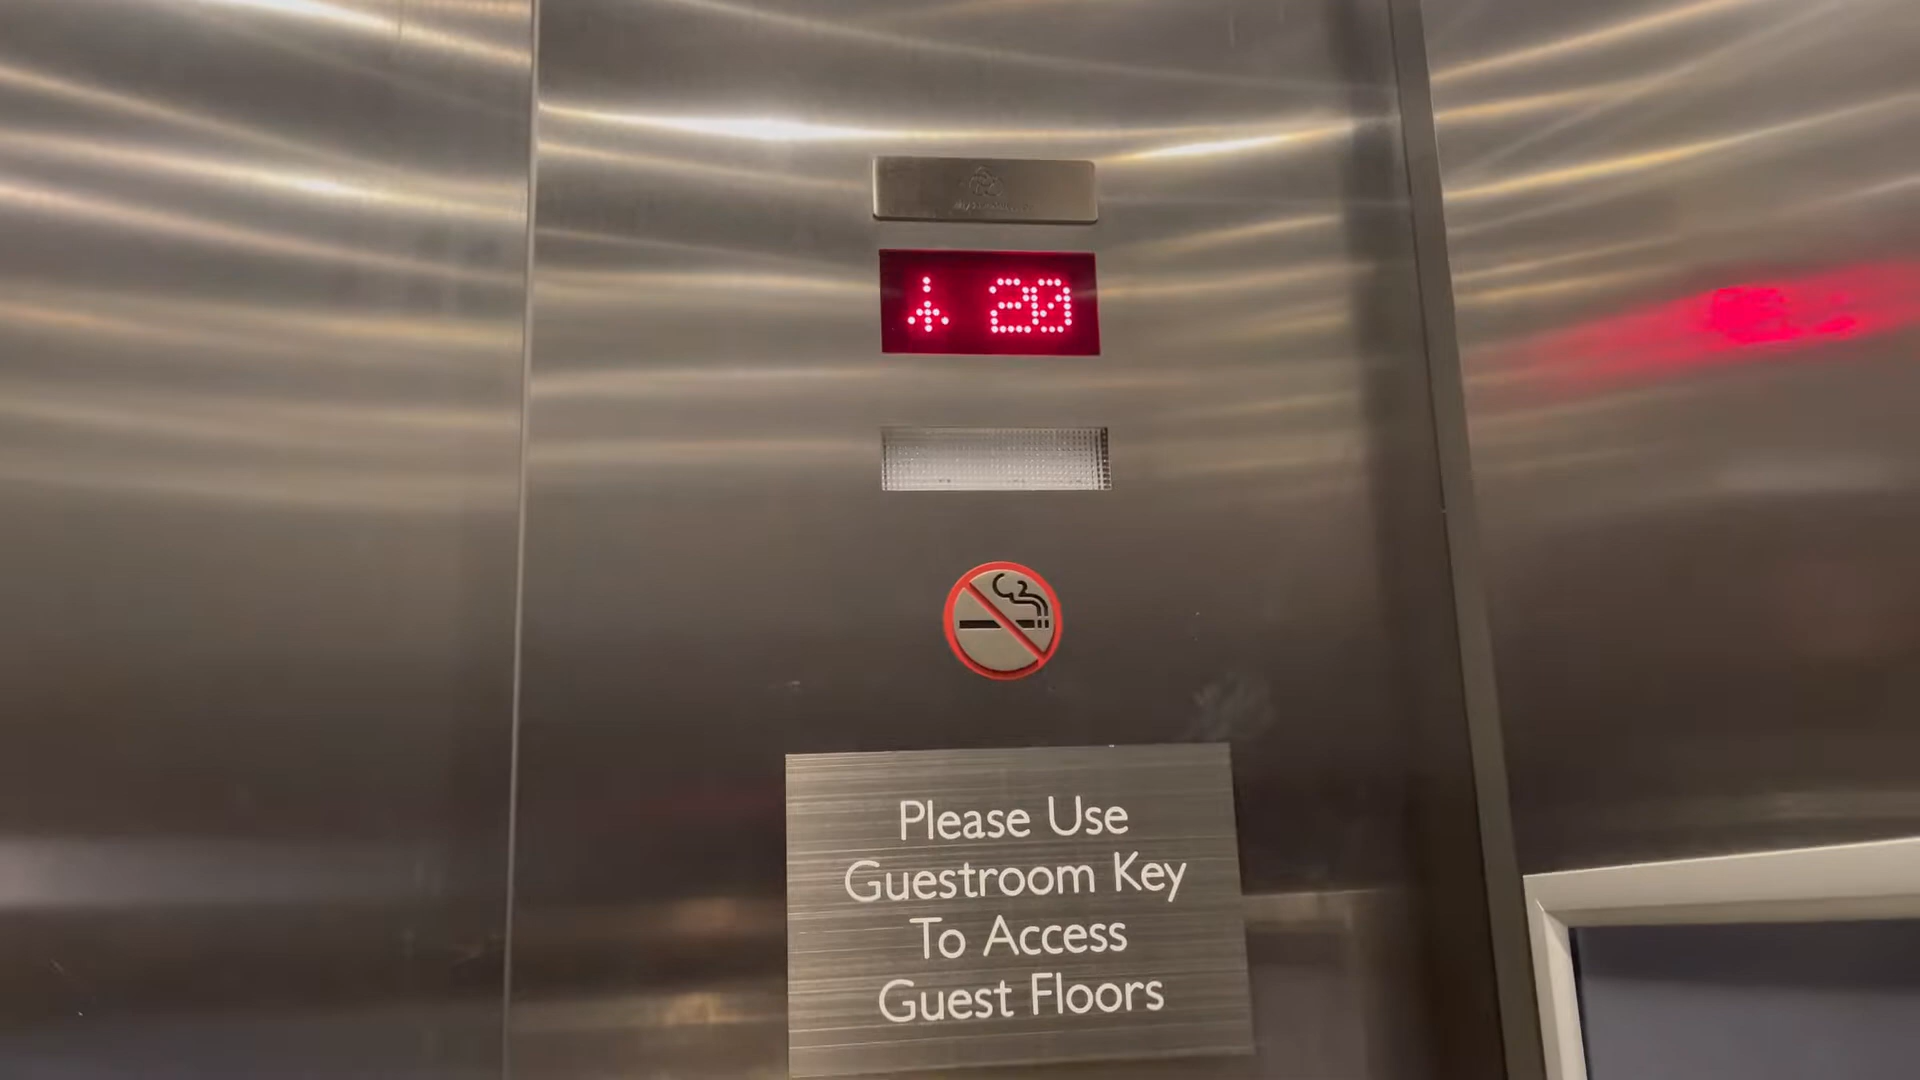 20
Please Use
Guestroom Key
To Access
Guest Floors